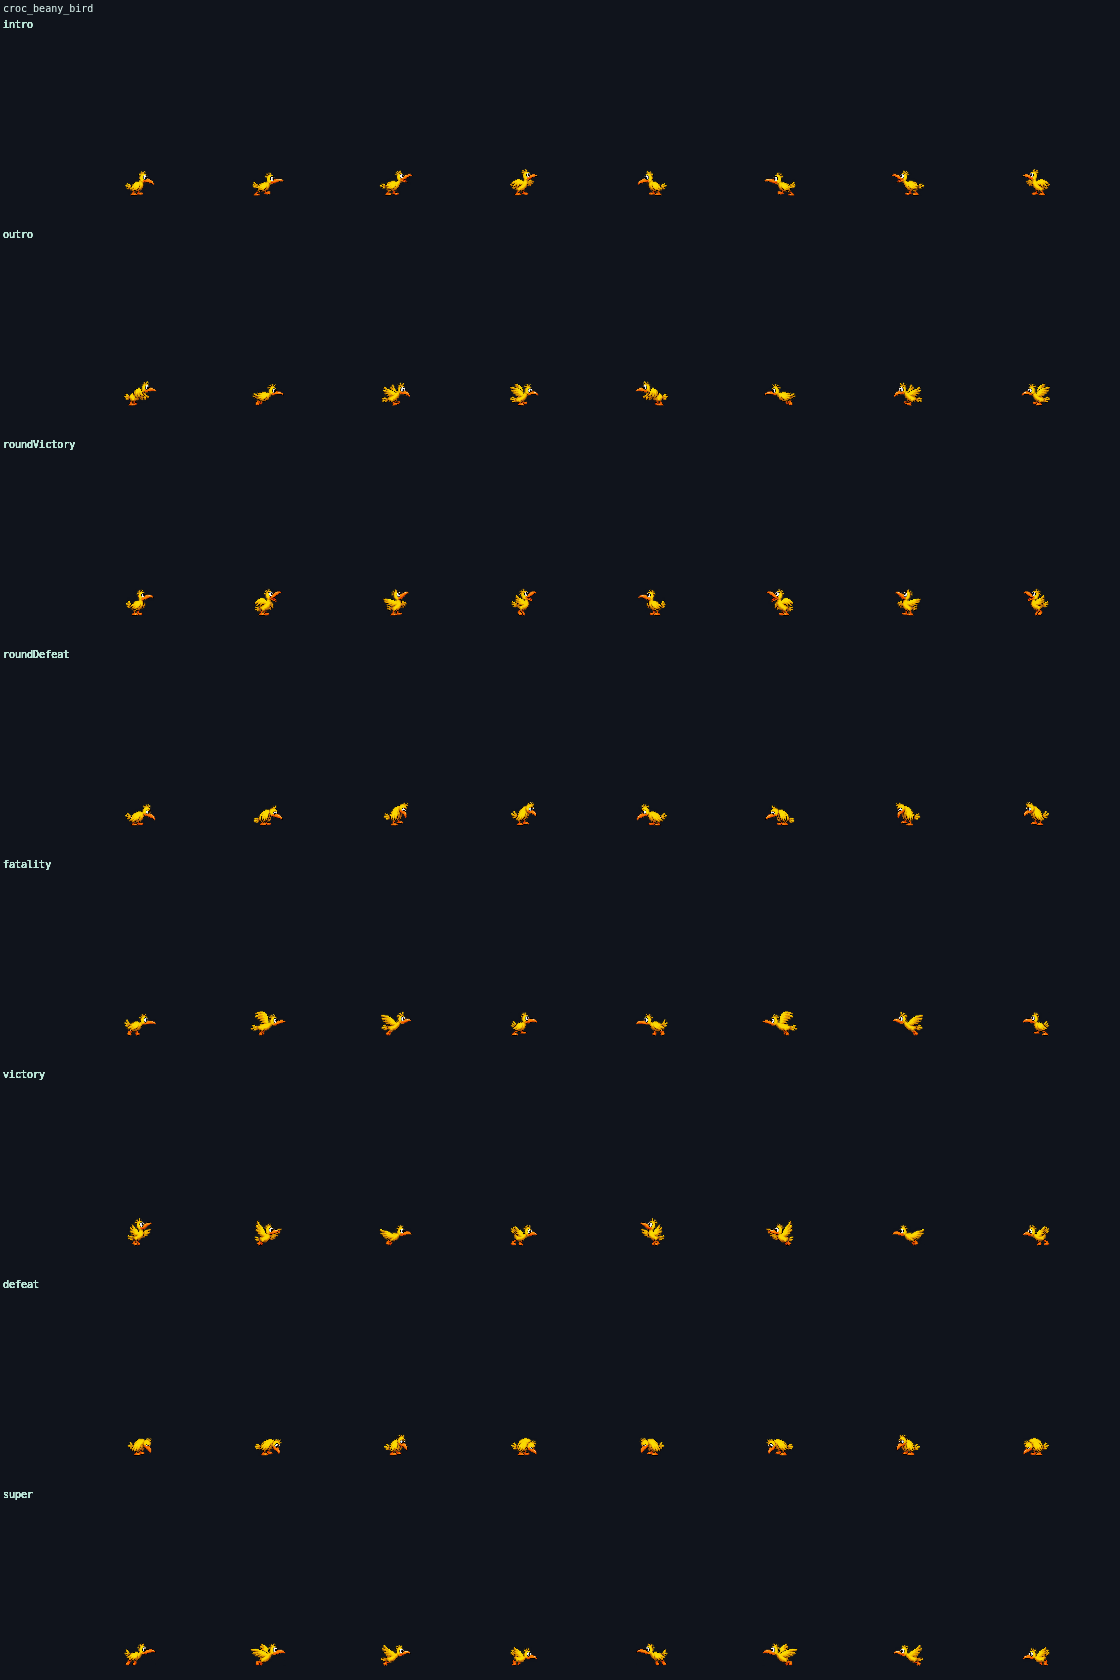 croc_beany_bird
intro
outro
roundVictory
roundDefeat
fatality
victory
defeat
super